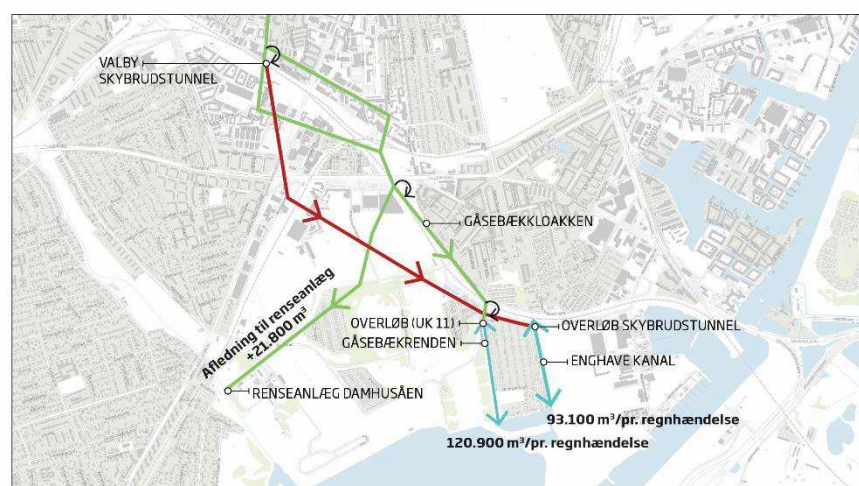 VALBY
SKYBRUDSTUNNEL
GÅSEBÆKKLOAKKEN
Afledning til renseanlæg
+21.800 m³
OVERLØB (UK 11)
GÅSEBÆKRENDEN
OVERLØB SKYBRUDSTUNNEL
ENGHAVE KANAL
RENSEANLÆG DAMHUSÅEN
93.100 m³/pr. regnhændelse
120.900 m³/pr. regnhændelse